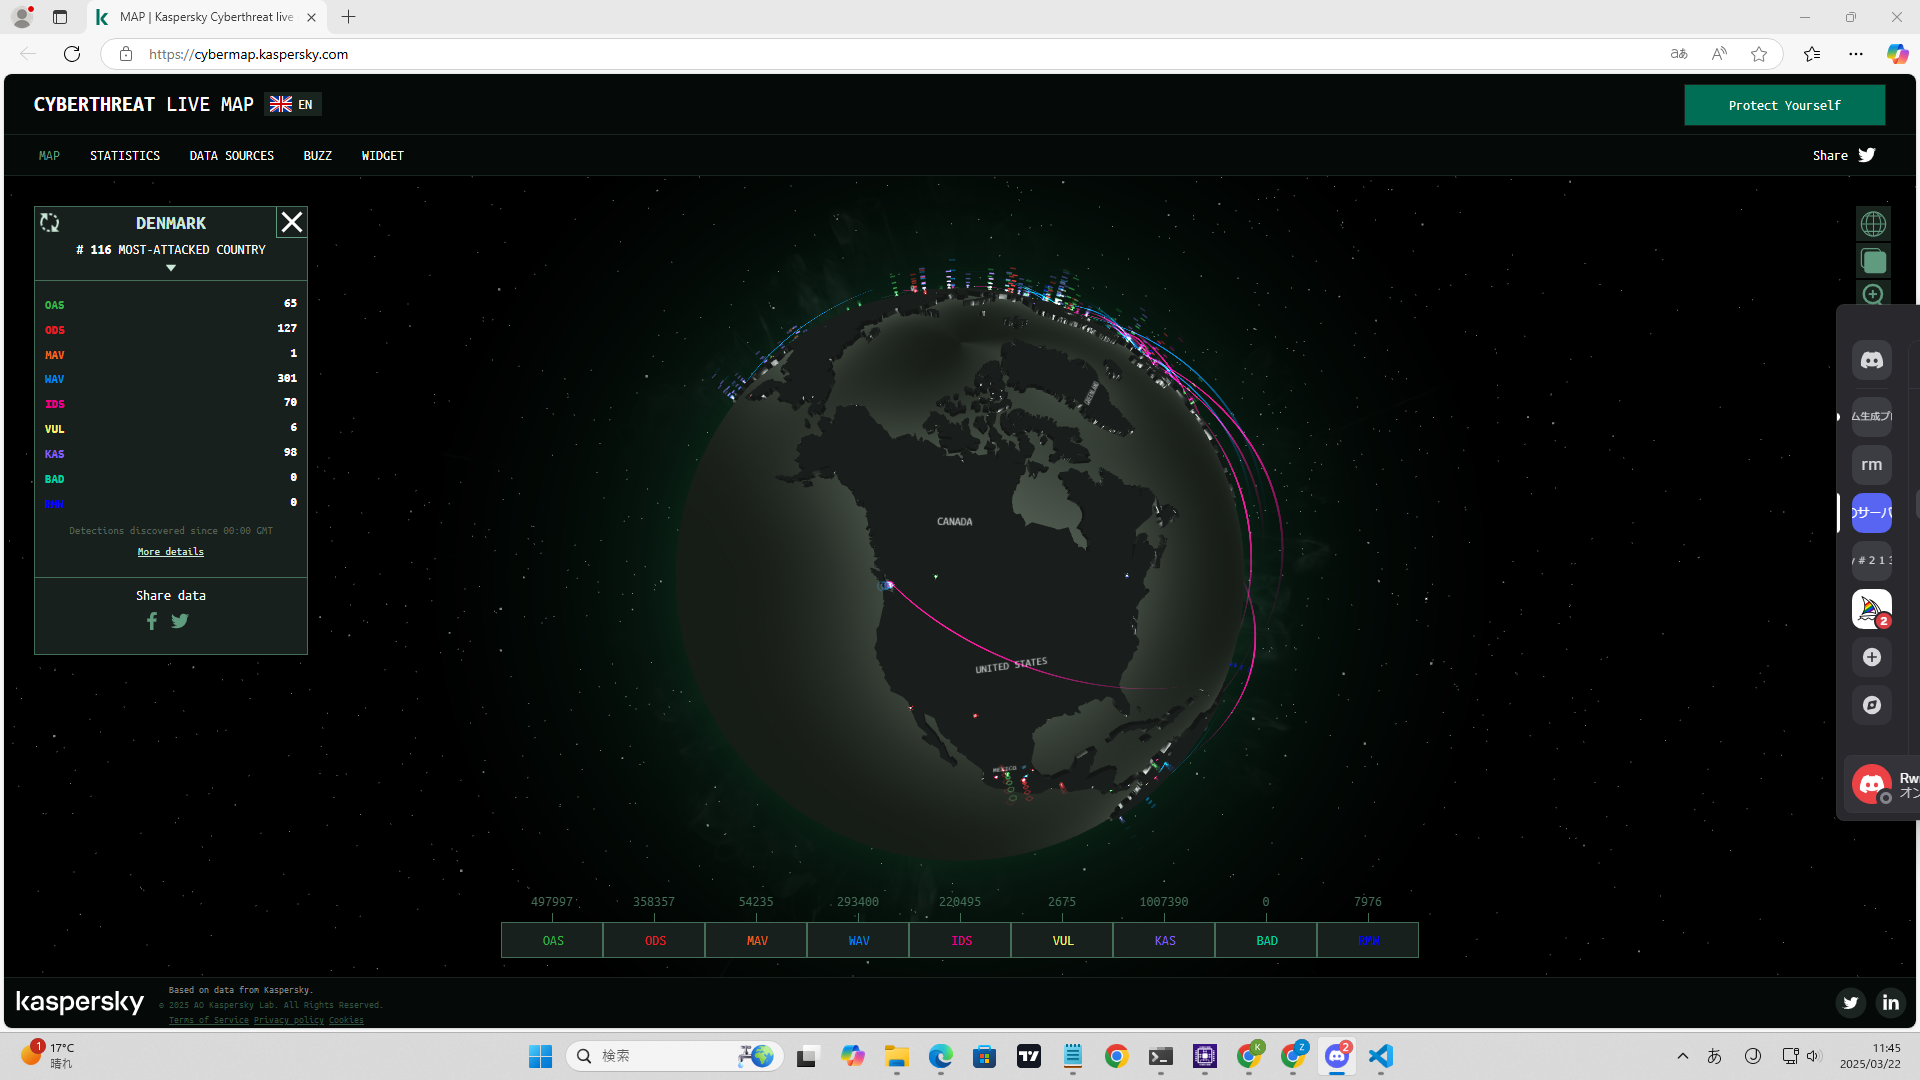 MAP | Kaspersky Cyberthreat live
https://cybermap.kaspersky.com
CYBERTHREAT LIVE MAP
EN
Protect Yourself
MAP
STATISTICS
DATA SOURCES
BUZZ
WIDGET
Share
DENMARK
# 116 MOST-ATTACKED COUNTRY
OAS 65
ODS 127
MAV 1
WAV 301
IDS 70
VUL 6
KAS 98
BAD 0
RMW 0
Detections discovered since 00:00 GMT
More details
Share data
GREENLAND
CANADA
UNITED STATES
MEXICO
ム生成プ
rm
のサーバ
y # 2 1 3
2
Rw
オン
497997 358357 54235 293400 220495 2675 1007390 0 7976
OAS ODS MAV WAV IDS VUL KAS BAD RMW
kaspersky
Based on data from Kaspersky.
© 2025 AO Kaspersky Lab. All Rights Reserved.
Terms of Service Privacy policy Cookies
1
17°C
晴れ
検索
K
Z
2
あ
11:45
2025/03/22